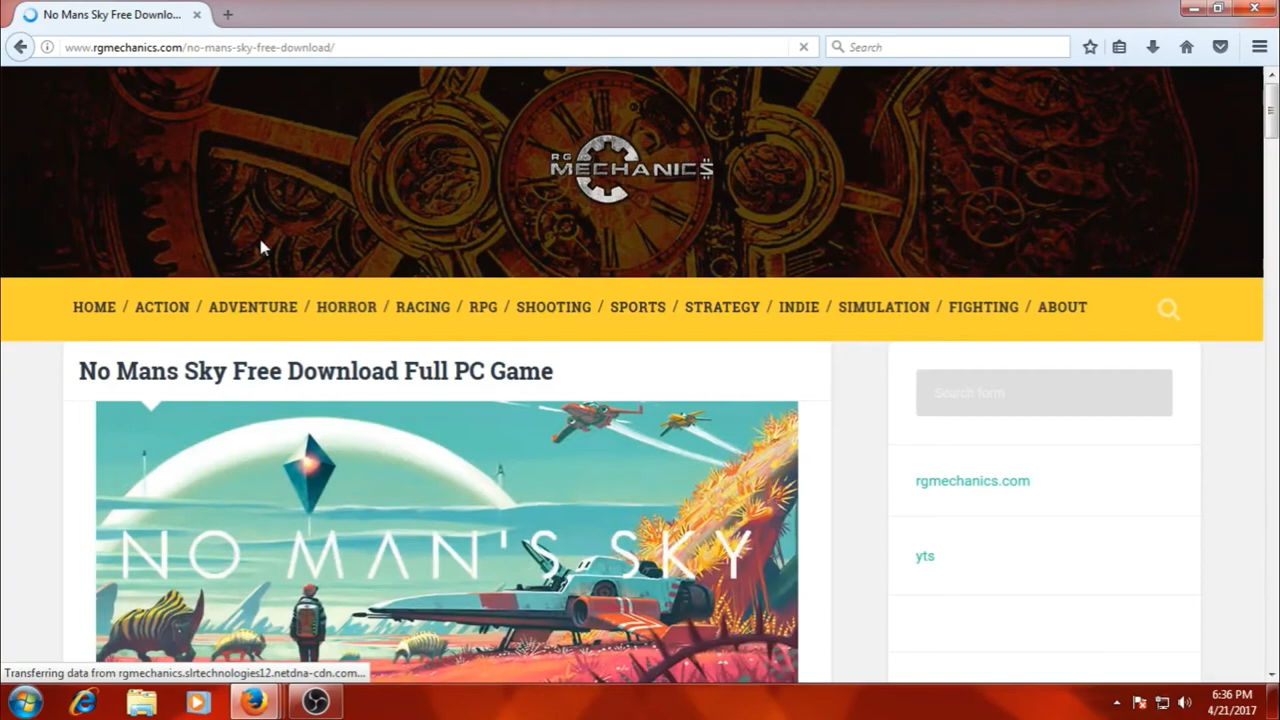 No Mans Sky Free Downlo...
www.rgmechanics.com/no-mans-sky-free-download/
Search
RG
MECHANICS
HOME / ACTION / ADVENTURE / HORROR / RACING / RPG / SHOOTING / SPORTS / STRATEGY / INDIE / SIMULATION / FIGHTING / ABOUT
No Mans Sky Free Download Full PC Game
Search form
rgmechanics.com
NO MAN'S SKY
yts
Transferring data from rgmechanics.slrtechnologies12.netdna-cdn.com...
6:36 PM
4/21/2017